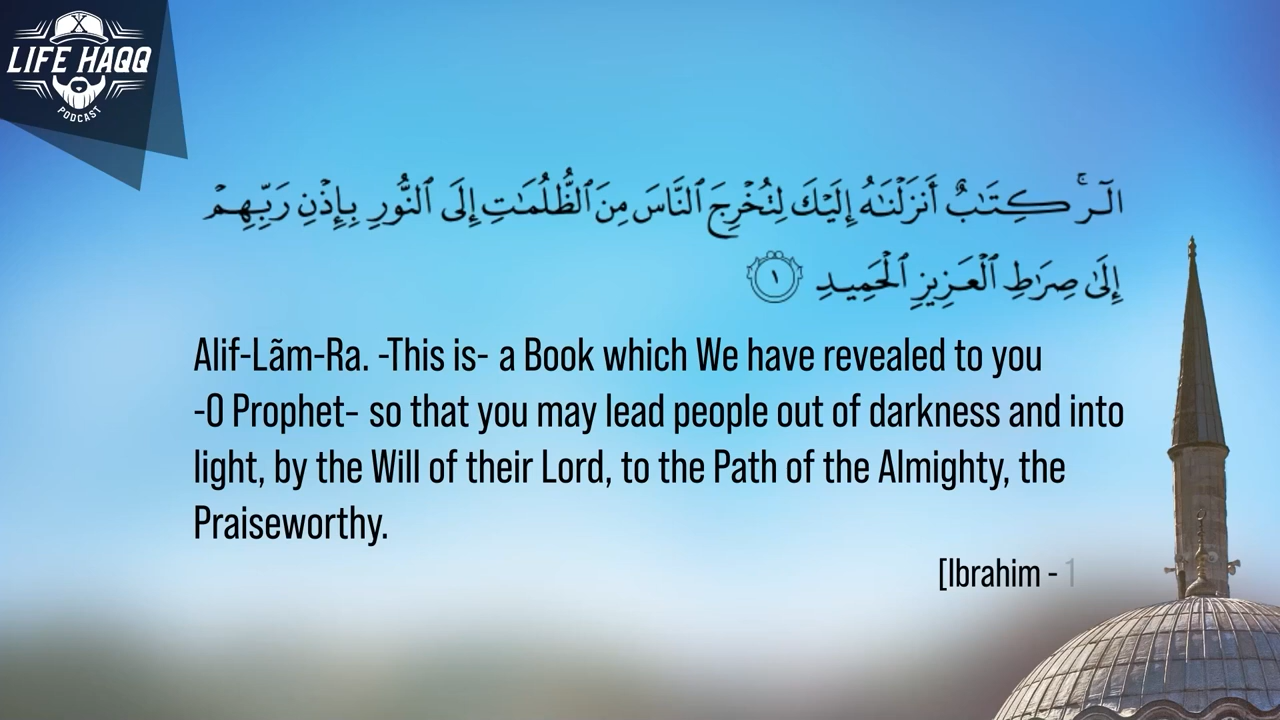 LIFE HAQQ
PODCAST
الٓر ۚ كِتَـٰبٌ أَنزَلْنَـٰهُ إِلَيْكَ لِتُخْرِجَ ٱلنَّاسَ مِنَ ٱلظُّلُمَـٰتِ إِلَى ٱلنُّورِ بِإِذْنِ رَبِّهِمْ
إِلَىٰ صِرَٰطِ ٱلْعَزِيزِ ٱلْحَمِيدِ ١
Alif-Lãm-Ra. -This is- a Book which We have revealed to you
-O Prophet- so that you may lead people out of darkness and into
light, by the Will of their Lord, to the Path of the Almighty, the
Praiseworthy.
[Ibrahim - 1